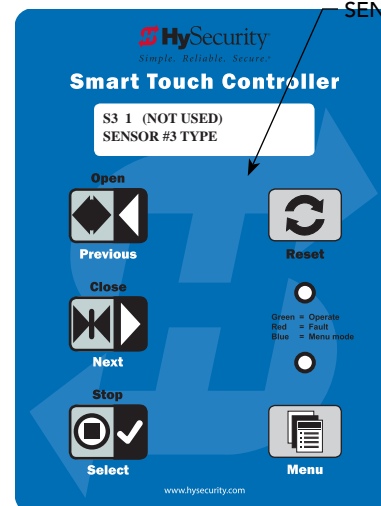 SEN
HySecurity
Simple. Reliable. Secure.
Smart Touch Controller
S3 1 (NOT USED)
SENSOR #3 TYPE
Open
Previous
Reset
Close
Next
Green = Operate
Red = Fault
Blue = Menu mode
Stop
Select
Menu
www.hysecurity.com